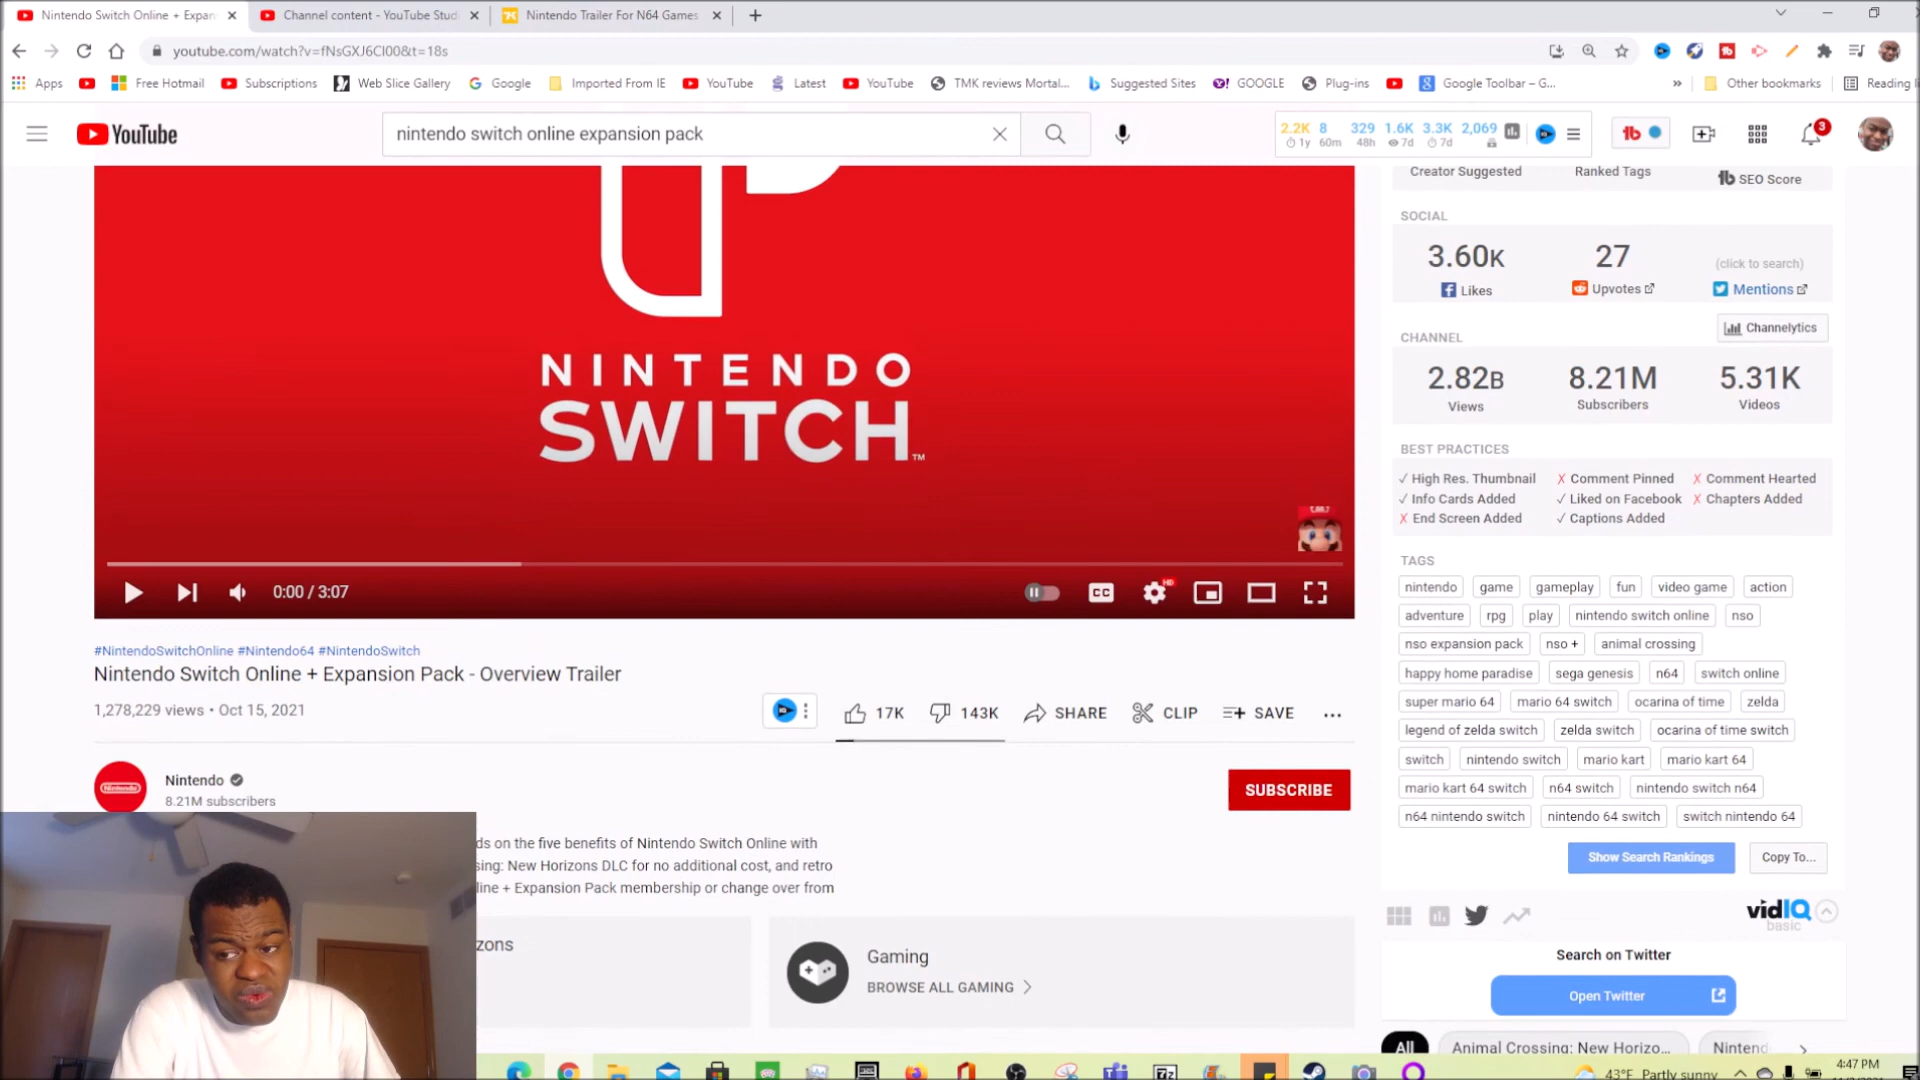 Nintendo Switch Online + Expan
Channel content - YouTube Stud
Nintendo Trailer For N64 Games
youtube.com/watch?v=fNsGXJ6Cl00&t=18s
Apps
Free Hotmail
Subscriptions
Web Slice Gallery
Google
Imported From IE
YouTube
Latest
YouTube
TMK reviews Mortal...
Suggested Sites
GOOGLE
Plug-ins
Google Toolbar – G...
»
Other bookmarks
Reading li
YouTube
nintendo switch online expansion pack
2.2K 8 329 1.6K 3.3K 2,069
1y 60m 48h 7d 7d
3
NINTENDO
SWITCH
TM
0:00 / 3:07
CC
HD
#NintendoSwitchOnline #Nintendo64 #NintendoSwitch
Nintendo Switch Online + Expansion Pack - Overview Trailer
1,278,229 views • Oct 15, 2021
17K
143K
SHARE
CLIP
SAVE
Nintendo
Nintendo
8.21M subscribers
SUBSCRIBE
ds on the five benefits of Nintendo Switch Online with
sing: New Horizons DLC for no additional cost, and retro
line + Expansion Pack membership or change over from
zons
Gaming
BROWSE ALL GAMING
Creator Suggested
Ranked Tags
tb SEO Score
SOCIAL
3.60K 27 (click to search)
Likes Upvotes Mentions
Channelytics
CHANNEL
2.82B 8.21M 5.31K
Views Subscribers Videos
BEST PRACTICES
✓ High Res. Thumbnail ✗ Comment Pinned ✗ Comment Hearted
✓ Info Cards Added ✓ Liked on Facebook ✗ Chapters Added
✗ End Screen Added ✓ Captions Added
TAGS
nintendo game gameplay fun video game action
adventure rpg play nintendo switch online nso
nso expansion pack nso + animal crossing
happy home paradise sega genesis n64 switch online
super mario 64 mario 64 switch ocarina of time zelda
legend of zelda switch zelda switch ocarina of time switch
switch nintendo switch mario kart mario kart 64
mario kart 64 switch n64 switch nintendo switch n64
n64 nintendo switch nintendo 64 switch switch nintendo 64
Show Search Rankings
Copy To...
vidIQ
basic
Search on Twitter
Open Twitter
All
Animal Crossing: New Horizo...
Nintend
43°F Partly sunny
4:47 PM